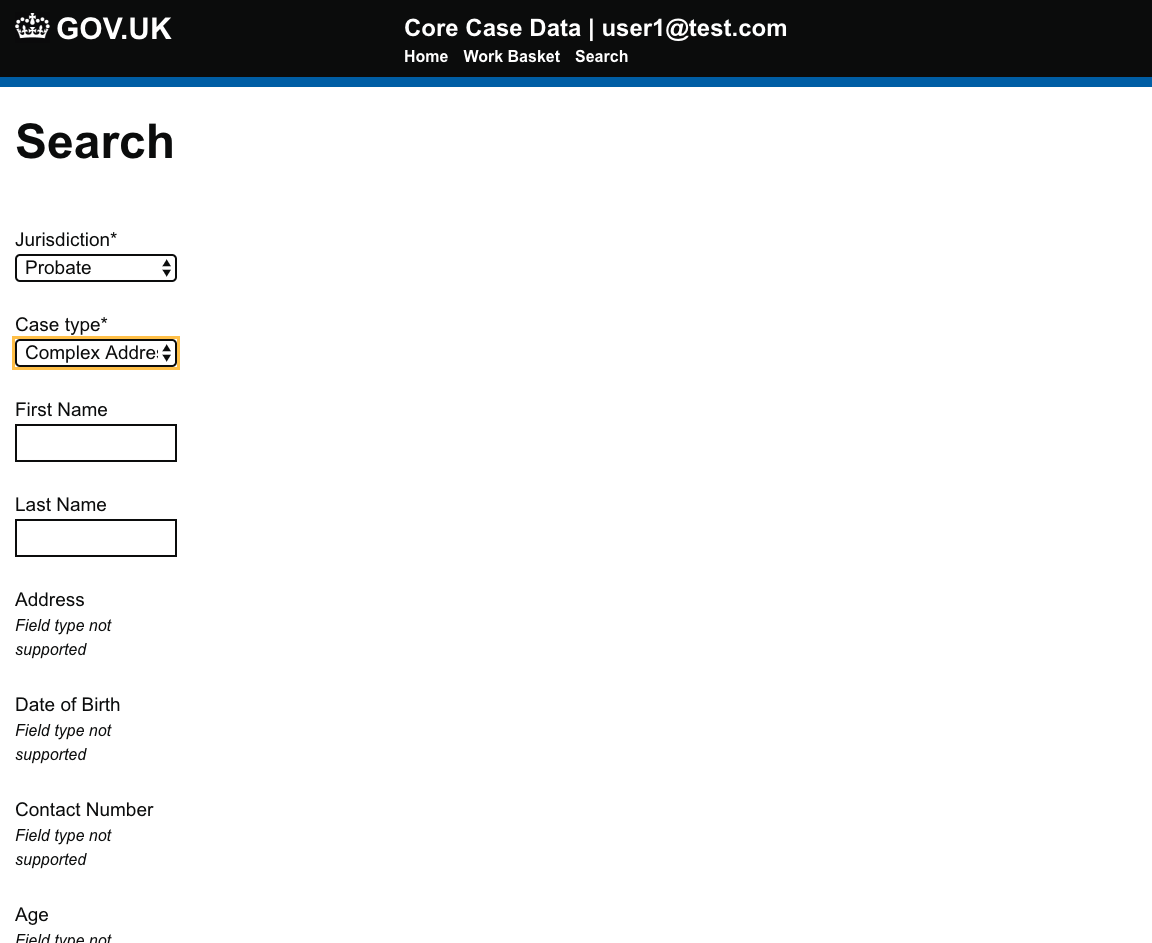 GOV.UK
Core Case Data | user1@test.com
Home Work Basket Search
Search
Jurisdiction*
Probate
Case type*
Complex Addre
First Name
Last Name
Address
Field type not
supported
Date of Birth
Field type not
supported
Contact Number
Field type not
supported
Age
Field type not